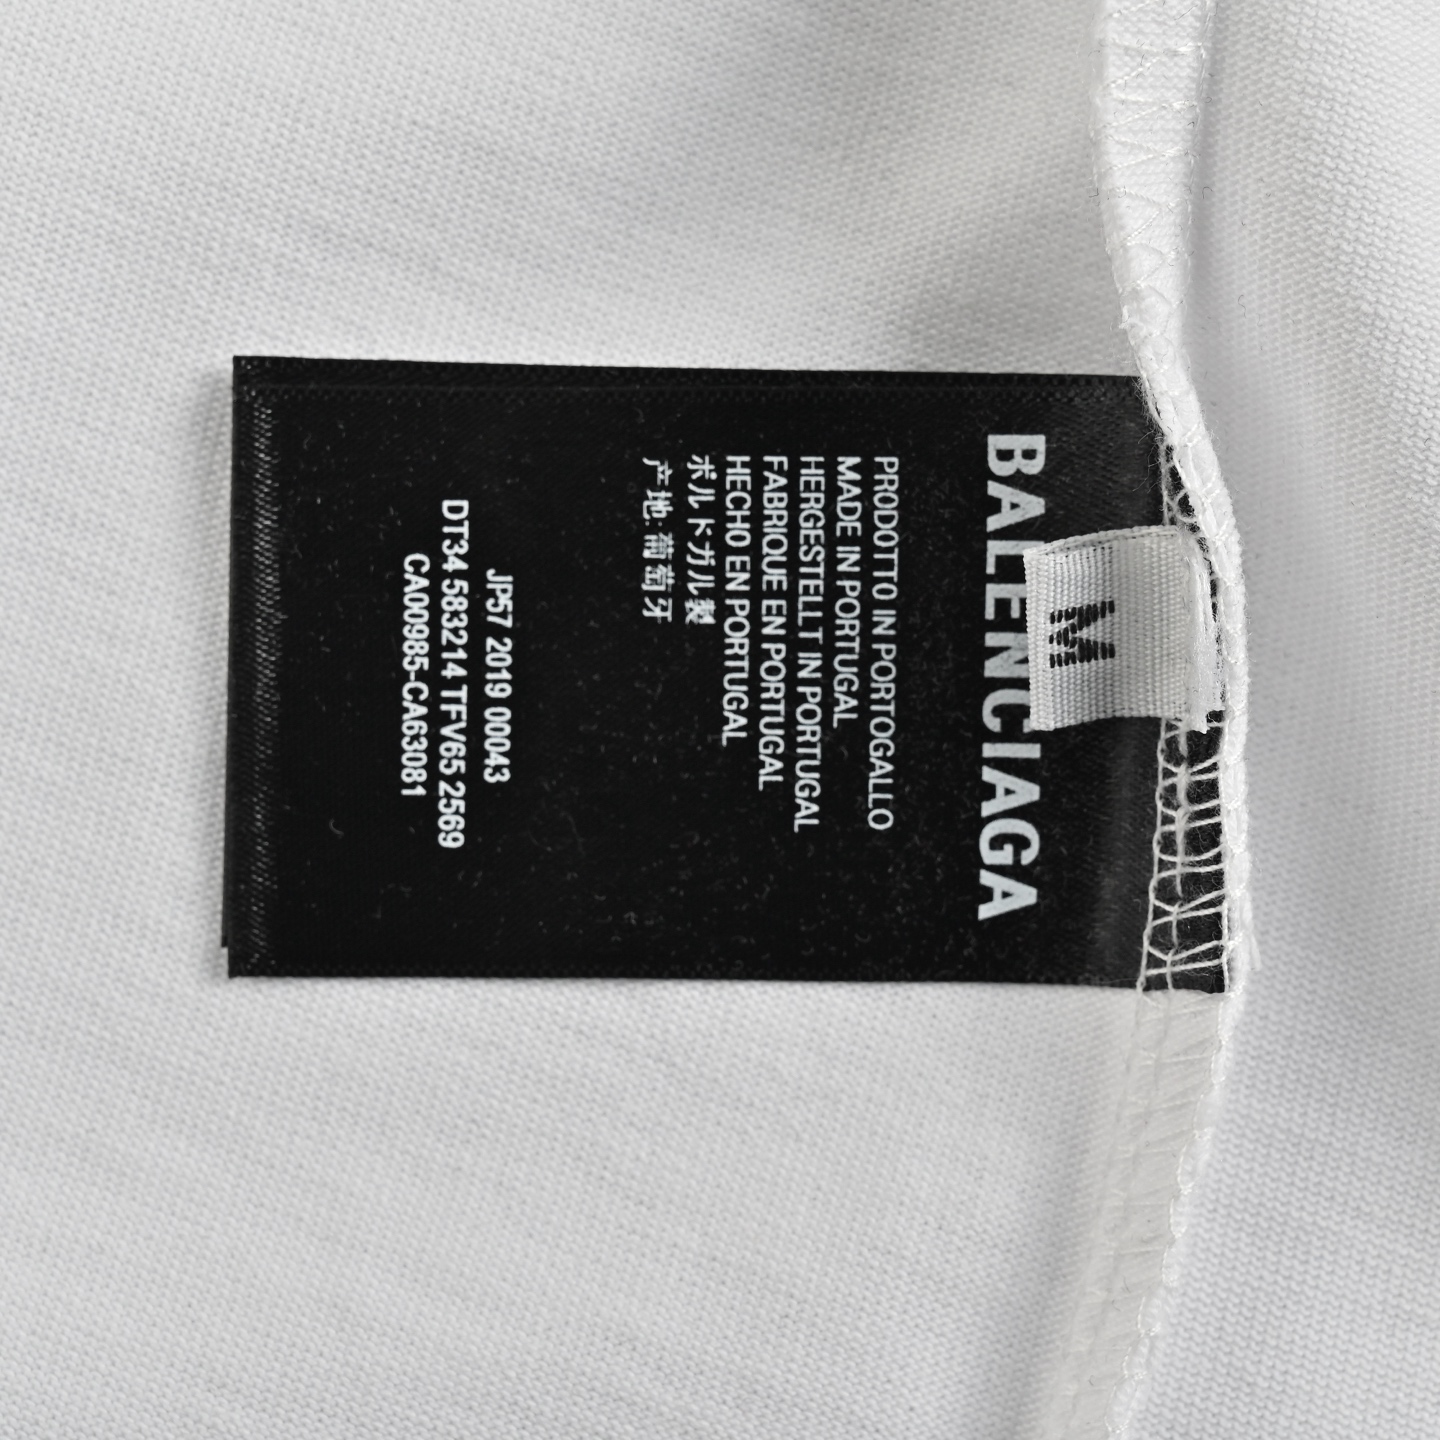 BALENCIAGA
M
PRODOTTO IN PORTOGALLO
MADE IN PORTUGAL
HERGESTELLT IN PORTUGAL
FABRIQUE EN PORTUGAL
HECHO EN PORTUGAL
ポルトガル製
产地: 葡萄牙
JP57 2019 00043
DT34 583214 TFV65 2569
CA00985-CA63081